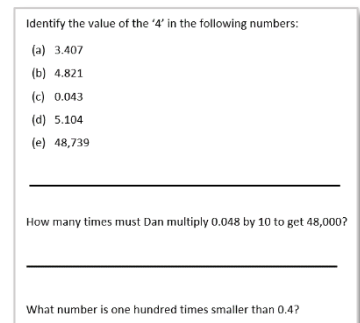 Identify the value of the ‘4’ in the following numbers:
(a) 3.407
(b) 4.821
(c) 0.043
(d) 5.104
(e) 48,739
How many times must Dan multiply 0.048 by 10 to get 48,000?
What number is one hundred times smaller than 0.4?